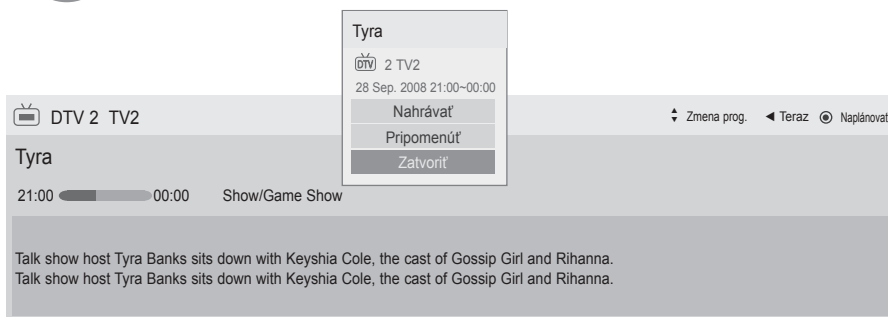 Tyra
DTV 2 TV2
28 Sep. 2008 21:00~00:00
Nahrávať
Pripomenúť
Zatvoriť
DTV 2 TV2
Zmena prog. Teraz Naplánovat
Tyra
21:00 00:00 Show/Game Show
Talk show host Tyra Banks sits down with Keyshia Cole, the cast of Gossip Girl and Rihanna.
Talk show host Tyra Banks sits down with Keyshia Cole, the cast of Gossip Girl and Rihanna.